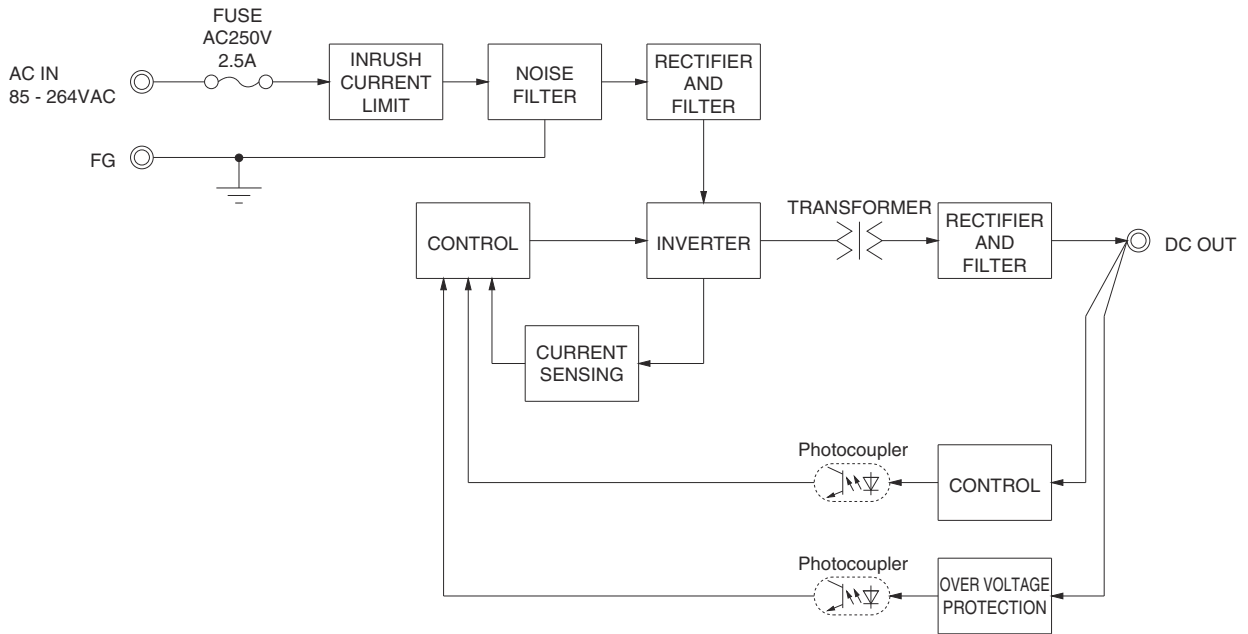 FUSE
AC250V
2.5A
AC IN
85 - 264VAC
INRUSH
CURRENT
LIMIT
NOISE
FILTER
RECTIFIER
AND
FILTER
FG
CONTROL
INVERTER
TRANSFORMER
RECTIFIER
AND
FILTER
DC OUT
CURRENT
SENSING
Photocoupler
CONTROL
Photocoupler
OVER VOLTAGE
PROTECTION